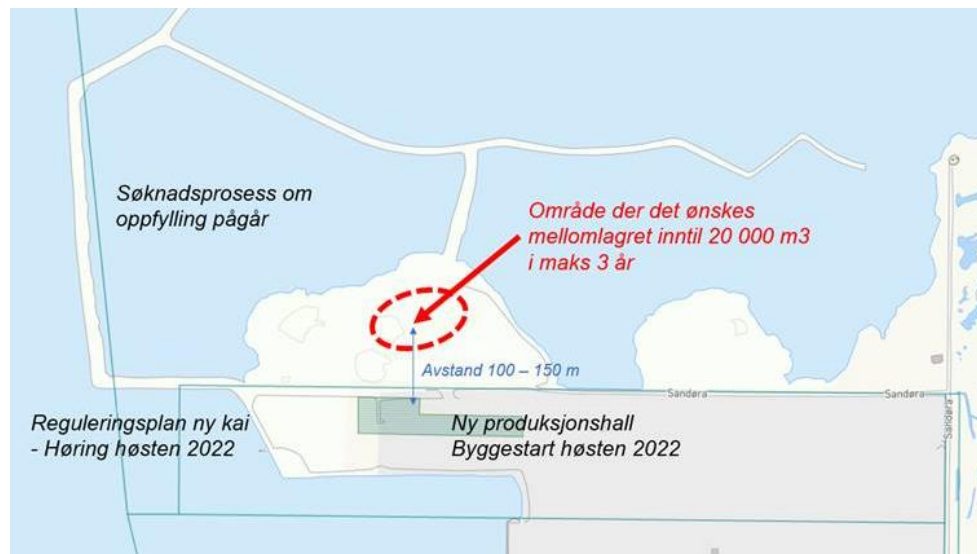 Søknadsprosess om
oppfylling pågår
Område der det ønskes
mellomlagret inntil 20 000 m3
i maks 3 år
Avstand 100 – 150 m
Sandøra
Sandøra
Sandøra
Reguleringsplan ny kai
- Høring høsten 2022
Ny produksjonshall
Byggestart høsten 2022